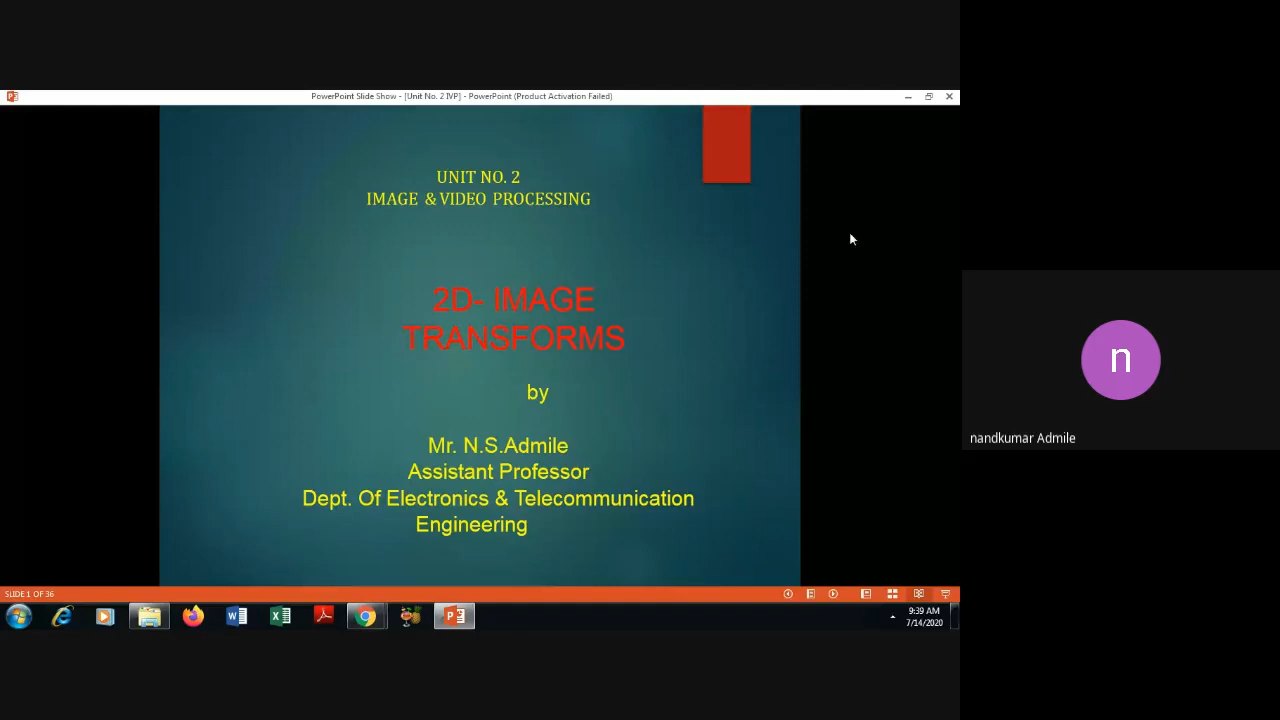 PowerPoint Slide Show - [Unit No. 2 IVP] - PowerPoint (Product Activation Failed)
UNIT NO. 2
IMAGE & VIDEO PROCESSING
2D- IMAGE
TRANSFORMS
by
Mr. N.S.Admile
Assistant Professor
Dept. Of Electronics & Telecommunication
Engineering
n
nandkumar Admile
SLIDE 1 OF 36
9:39 AM
7/14/2020